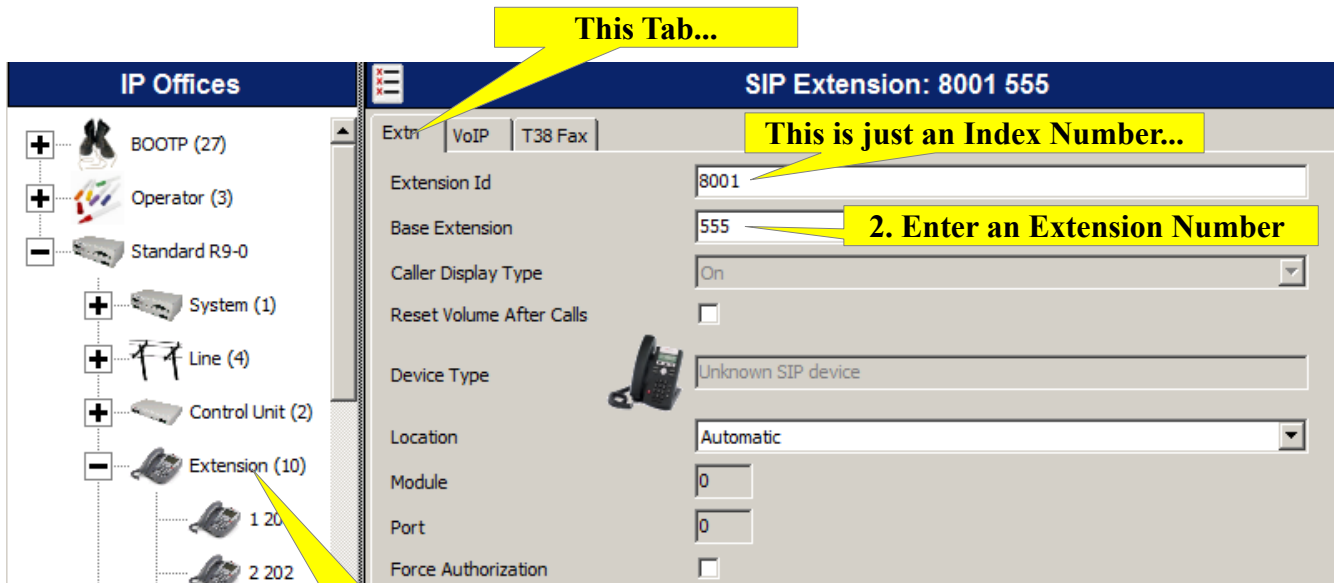 This Tab...
IP Offices
SIP Extension: 8001 555
BOOTP (27)
Operator (3)
Standard R9-0
System (1)
Line (4)
Control Unit (2)
Extension (10)
1 20
2 202
Extn VoIP T38 Fax
This is just an Index Number...
Extension Id 8001
Base Extension 555
2. Enter an Extension Number
Caller Display Type On
Reset Volume After Calls
Device Type Unknown SIP device
Location Automatic
Module 0
Port 0
Force Authorization